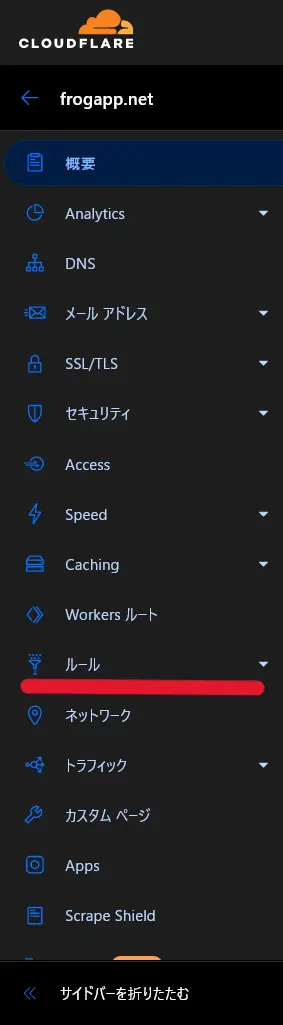 CLOUDFLARE
frogapp.net
概要
Analytics
DNS
メール アドレス
SSL/TLS
セキュリティ
Access
Speed
Caching
Workers ルート
ルール
ネットワーク
トラフィック
カスタム ページ
Apps
Scrape Shield
サイドバーを折りたたむ